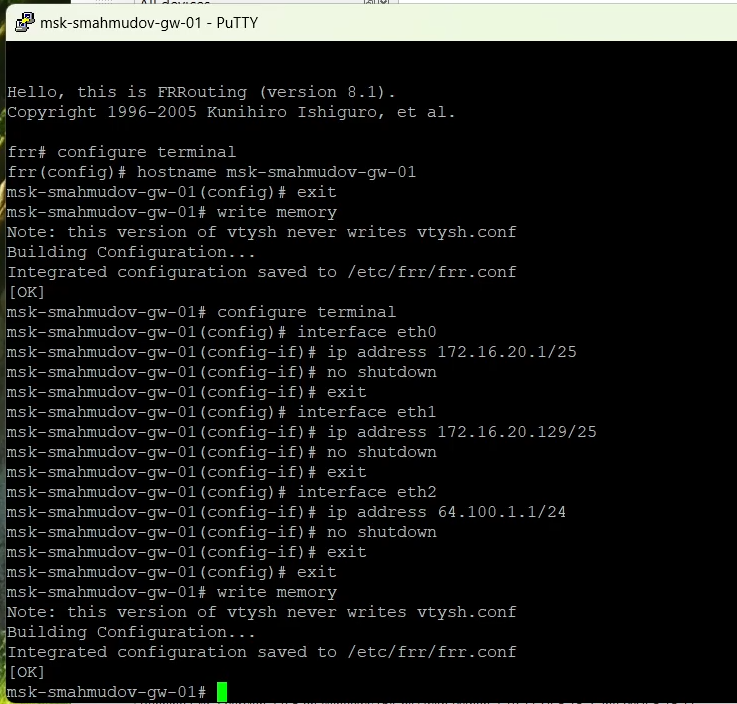 All devices
msk-smahmudov-gw-01 - PuTTY
Hello, this is FRRouting (version 8.1).
Copyright 1996-2005 Kunihiro Ishiguro, et al.
frr# configure terminal
frr(config)# hostname msk-smahmudov-gw-01
msk-smahmudov-gw-01(config)# exit
msk-smahmudov-gw-01# write memory
Note: this version of vtysh never writes vtysh.conf
Building Configuration...
Integrated configuration saved to /etc/frr/frr.conf
[OK]
msk-smahmudov-gw-01# configure terminal
msk-smahmudov-gw-01(config)# interface eth0
msk-smahmudov-gw-01(config-if)# ip address 172.16.20.1/25
msk-smahmudov-gw-01(config-if)# no shutdown
msk-smahmudov-gw-01(config-if)# exit
msk-smahmudov-gw-01(config)# interface eth1
msk-smahmudov-gw-01(config-if)# ip address 172.16.20.129/25
msk-smahmudov-gw-01(config-if)# no shutdown
msk-smahmudov-gw-01(config-if)# exit
msk-smahmudov-gw-01(config)# interface eth2
msk-smahmudov-gw-01(config-if)# ip address 64.100.1.1/24
msk-smahmudov-gw-01(config-if)# no shutdown
msk-smahmudov-gw-01(config-if)# exit
msk-smahmudov-gw-01(config)# exit
msk-smahmudov-gw-01# write memory
Note: this version of vtysh never writes vtysh.conf
Building Configuration...
Integrated configuration saved to /etc/frr/frr.conf
[OK]
msk-smahmudov-gw-01#